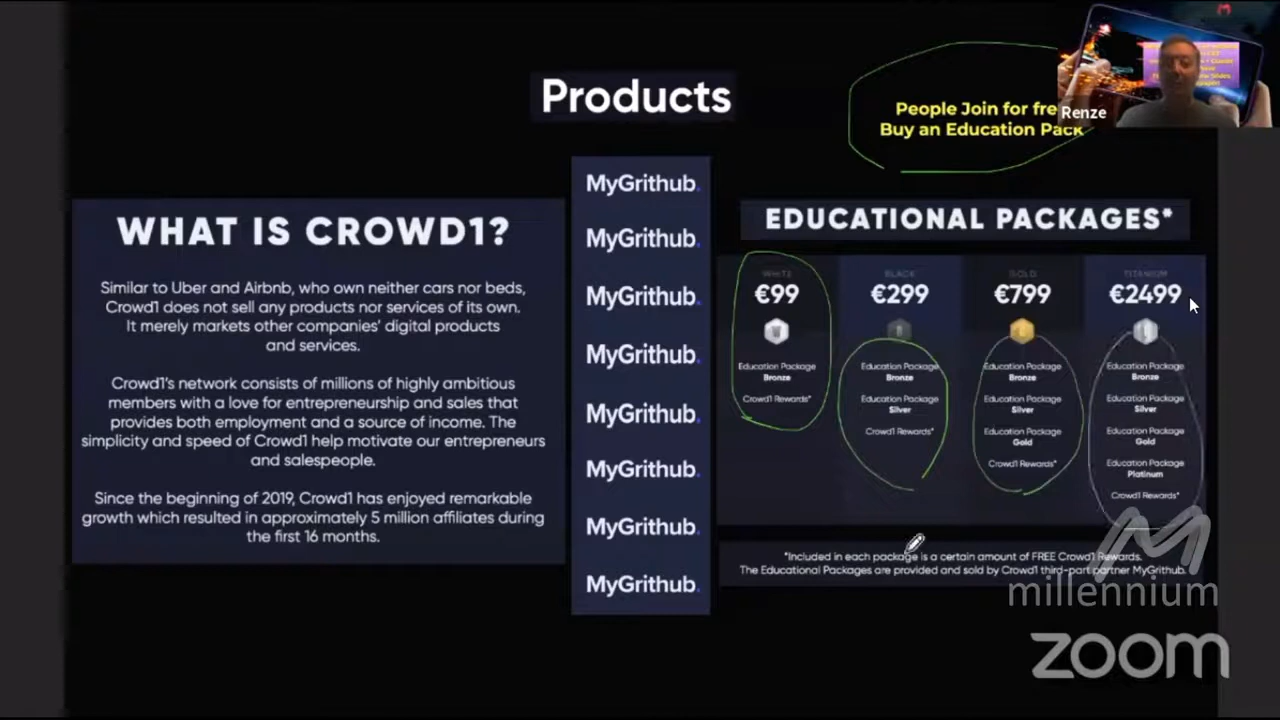 Products
People Join for fre
Buy an Education Pack
Renze
WHAT IS CROWD1?
Similar to Uber and Airbnb, who own neither cars nor beds,
Crowd1 does not sell any products nor services of its own.
It merely markets other companies' digital products
and services.
Crowd1's network consists of millions of highly ambitious
members with a love for entrepreneurship and sales that
provides both employment and a source of income. The
simplicity and speed of Crowd1 help motivate our entrepreneurs
and salespeople.
Since the beginning of 2019, Crowd1 has enjoyed remarkable
growth which resulted in approximately 5 million affiliates during
the first 16 months.
MyGrithub.
MyGrithub.
MyGrithub.
MyGrithub.
MyGrithub.
MyGrithub.
MyGrithub.
MyGrithub.
EDUCATIONAL PACKAGES*
WHITE
€99
Education Package
Bronze
Crowd1 Rewards*
BLACK
€299
Education Package
Bronze
Education Package
Silver
Crowd1 Rewards*
GOLD
€799
Education Package
Bronze
Education Package
Silver
Education Package
Gold
Crowd1 Rewards*
TITANIUM
€2499
Education Package
Bronze
Education Package
Silver
Education Package
Gold
Education Package
Platinum
Crowd1 Rewards*
*Included in each package is a certain amount of FREE Crowd1 Rewards.
The Educational Packages are provided and sold by Crowd1 third-part partner MyGrithub.
millennium
zoom